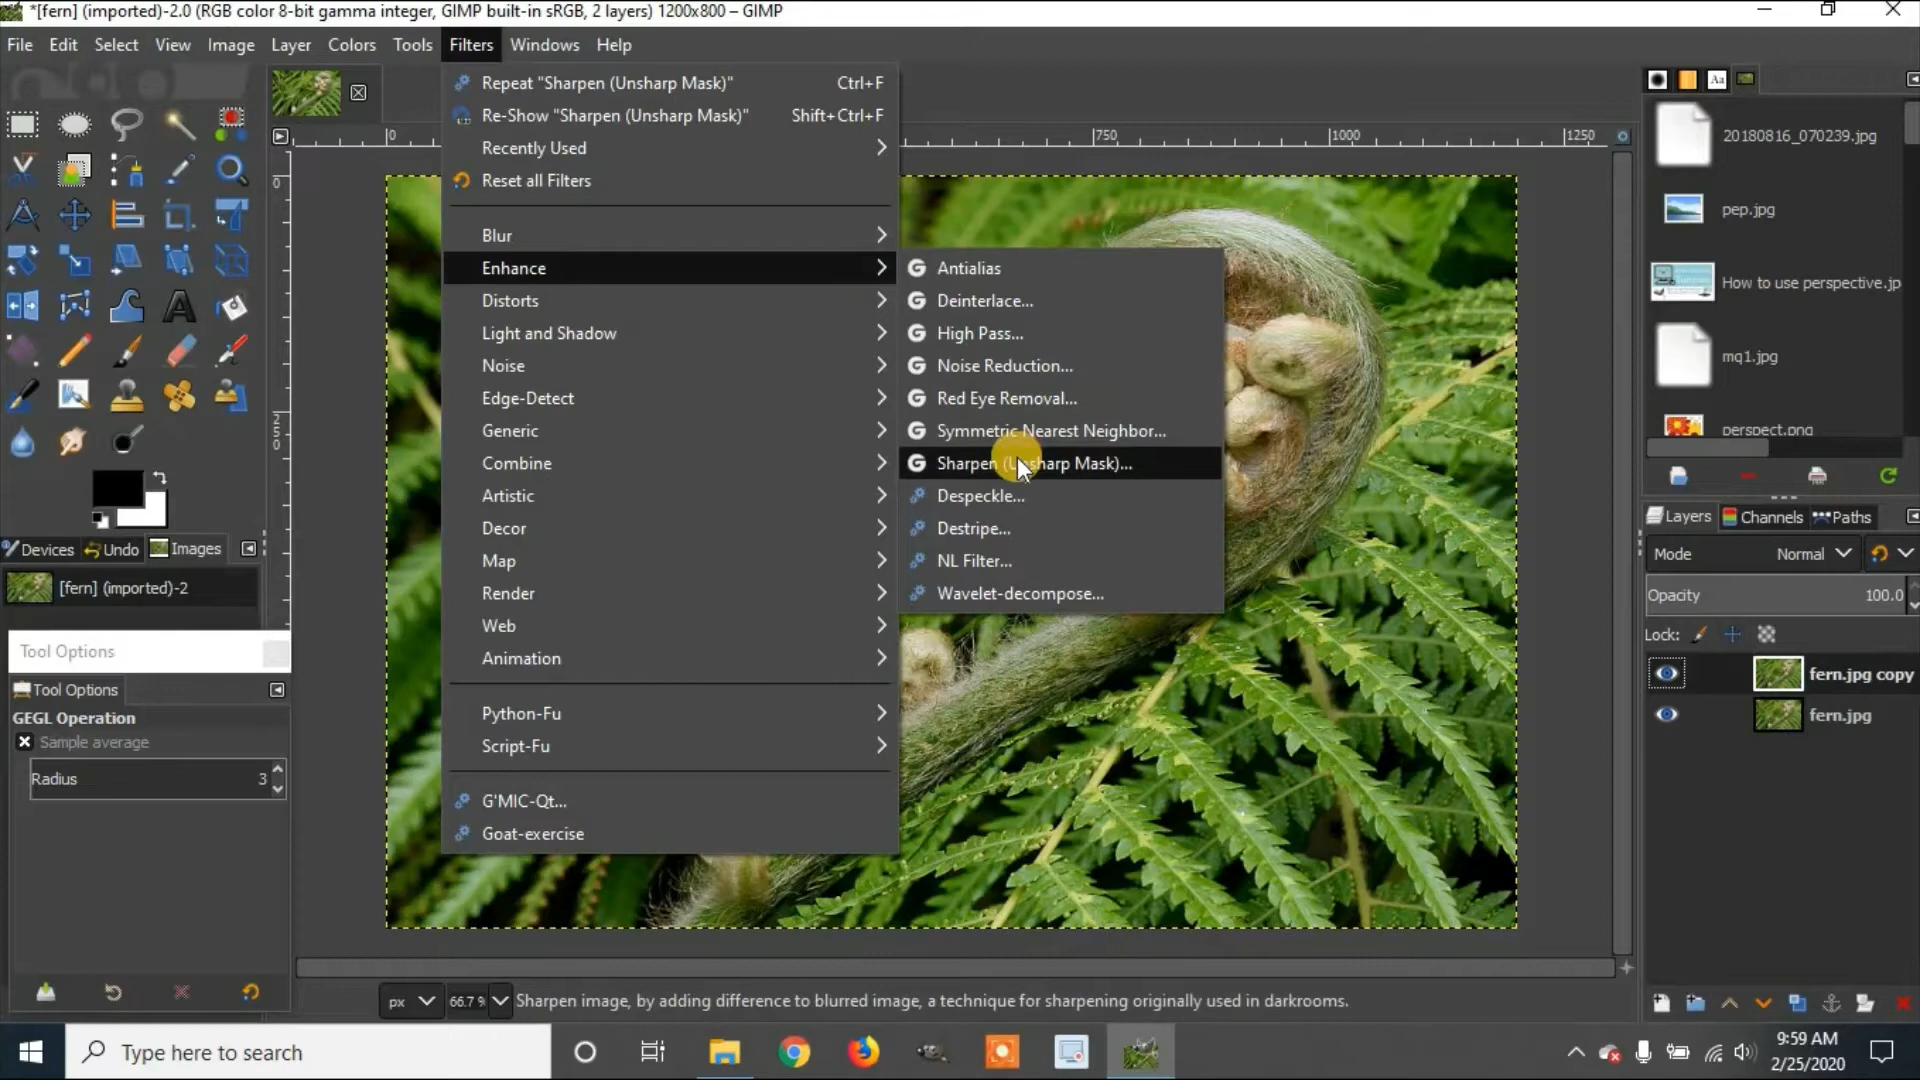 *[fern] (imported)-2.0 (RGB color 8-bit gamma integer, GIMP built-in sRGB, 2 layers) 1200x800 – GIMP
File Edit Select View Image Layer Colors Tools Filters Windows Help
Repeat "Sharpen (Unsharp Mask)" Ctrl+F
Re-Show "Sharpen (Unsharp Mask)" Shift+Ctrl+F
Recently Used
Reset all Filters
Blur
Enhance
Distorts
Light and Shadow
Noise
Edge-Detect
Generic
Combine
Artistic
Decor
Map
Render
Web
Animation
Python-Fu
Script-Fu
G'MIC-Qt...
Goat-exercise
Antialias
Deinterlace...
High Pass...
Noise Reduction...
Red Eye Removal...
Symmetric Nearest Neighbor...
Sharpen (Unsharp Mask)...
Despeckle...
Destripe...
NL Filter...
Wavelet-decompose...
0 750 1000 1250
0
250
Devices Undo Images
[fern] (imported)-2
Tool Options
Tool Options
GEGL Operation
Sample average
Radius 3
Aa
20180816_070239.jpg
pep.jpg
How to use perspective.jp
mq1.jpg
perspect.png
Layers Channels Paths
Mode Normal
Opacity 100.0
Lock:
fern.jpg copy
fern.jpg
px 66.7 % Sharpen image, by adding difference to blurred image, a technique for sharpening originally used in darkrooms.
Type here to search
9:59 AM
2/25/2020